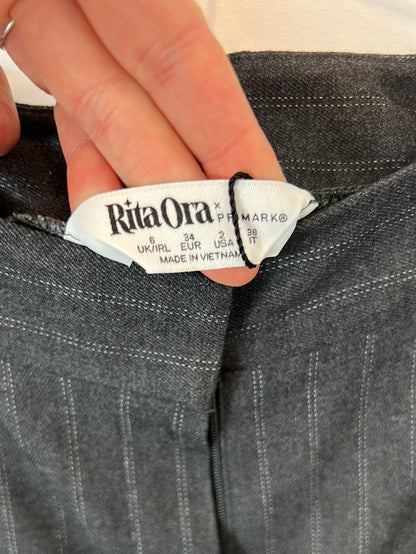 Rita Ora × PRIMARK®
6 34 2 38
UK/IRL EUR USA IT
MADE IN VIETNAM